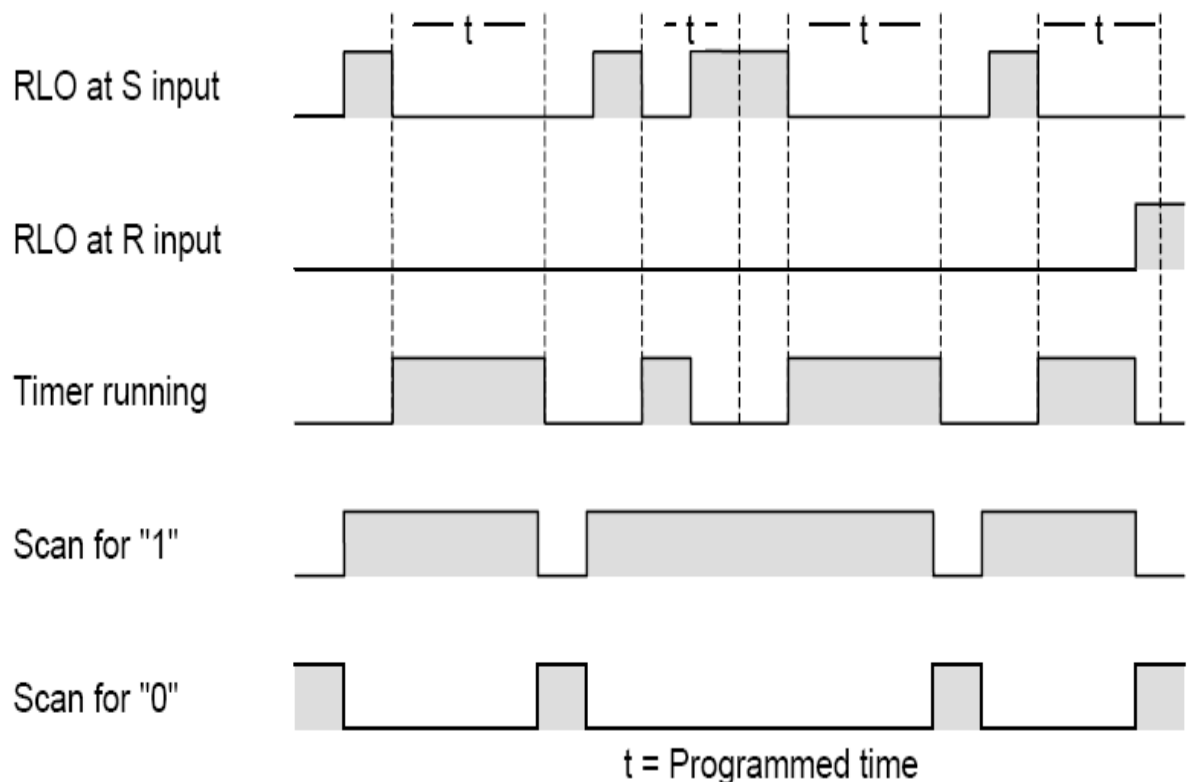 t t t t
RLO at S input
RLO at R input
Timer running
Scan for "1"
Scan for "0"
t = Programmed time